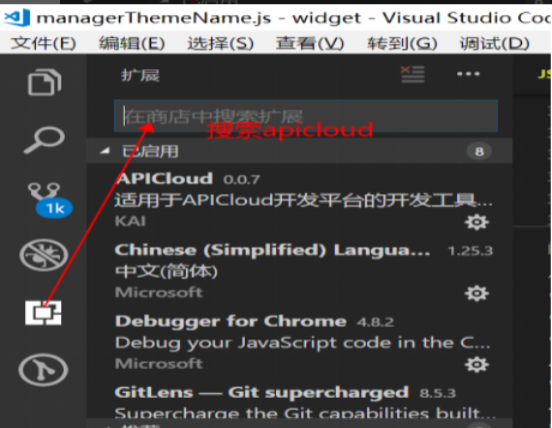 managerThemeName.js - widget - Visual Studio Coc
文件(F) 编辑(E) 选择(S) 查看(V) 转到(G) 调试(D)
扩展
JS
在商店中搜索扩展
搜索apicloud
已启用 8
APICloud 0.0.7
适用于APICloud开发平台的开发工具...
KAI
1k
Chinese (Simplified) Langua... 1.25.3
中文(简体)
Microsoft
Debugger for Chrome 4.8.2
Debug your JavaScript code in the C...
Microsoft
GitLens — Git supercharged 8.5.3
Supercharge the Git capabilities built...